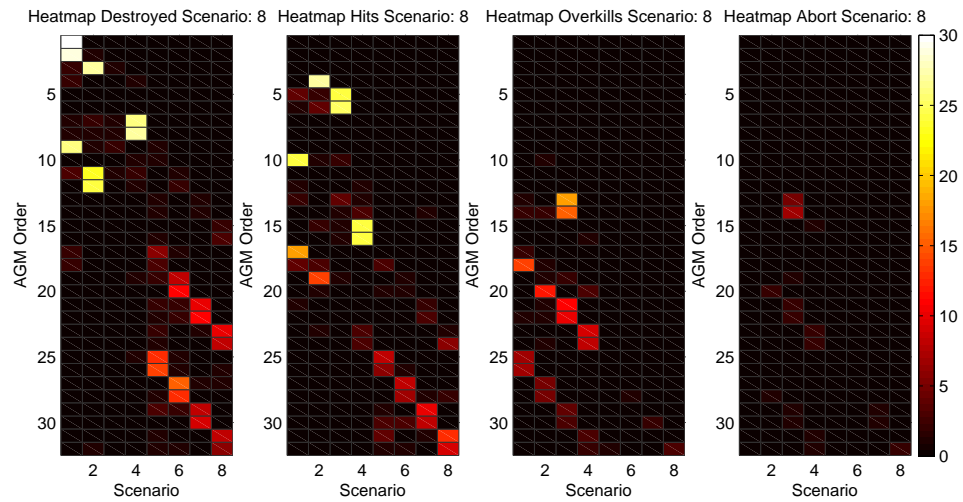 Heatmap Destroyed Scenario: 8
Heatmap Hits Scenario: 8
Heatmap Overkills Scenario: 8
Heatmap Abort Scenario: 8
AGM Order
5
10
15
20
25
30
2 4 6 8
Scenario
AGM Order
5
10
15
20
25
30
2 4 6 8
Scenario
AGM Order
5
10
15
20
25
30
2 4 6 8
Scenario
AGM Order
5
10
15
20
25
30
2 4 6 8
Scenario
30
25
20
15
10
5
0